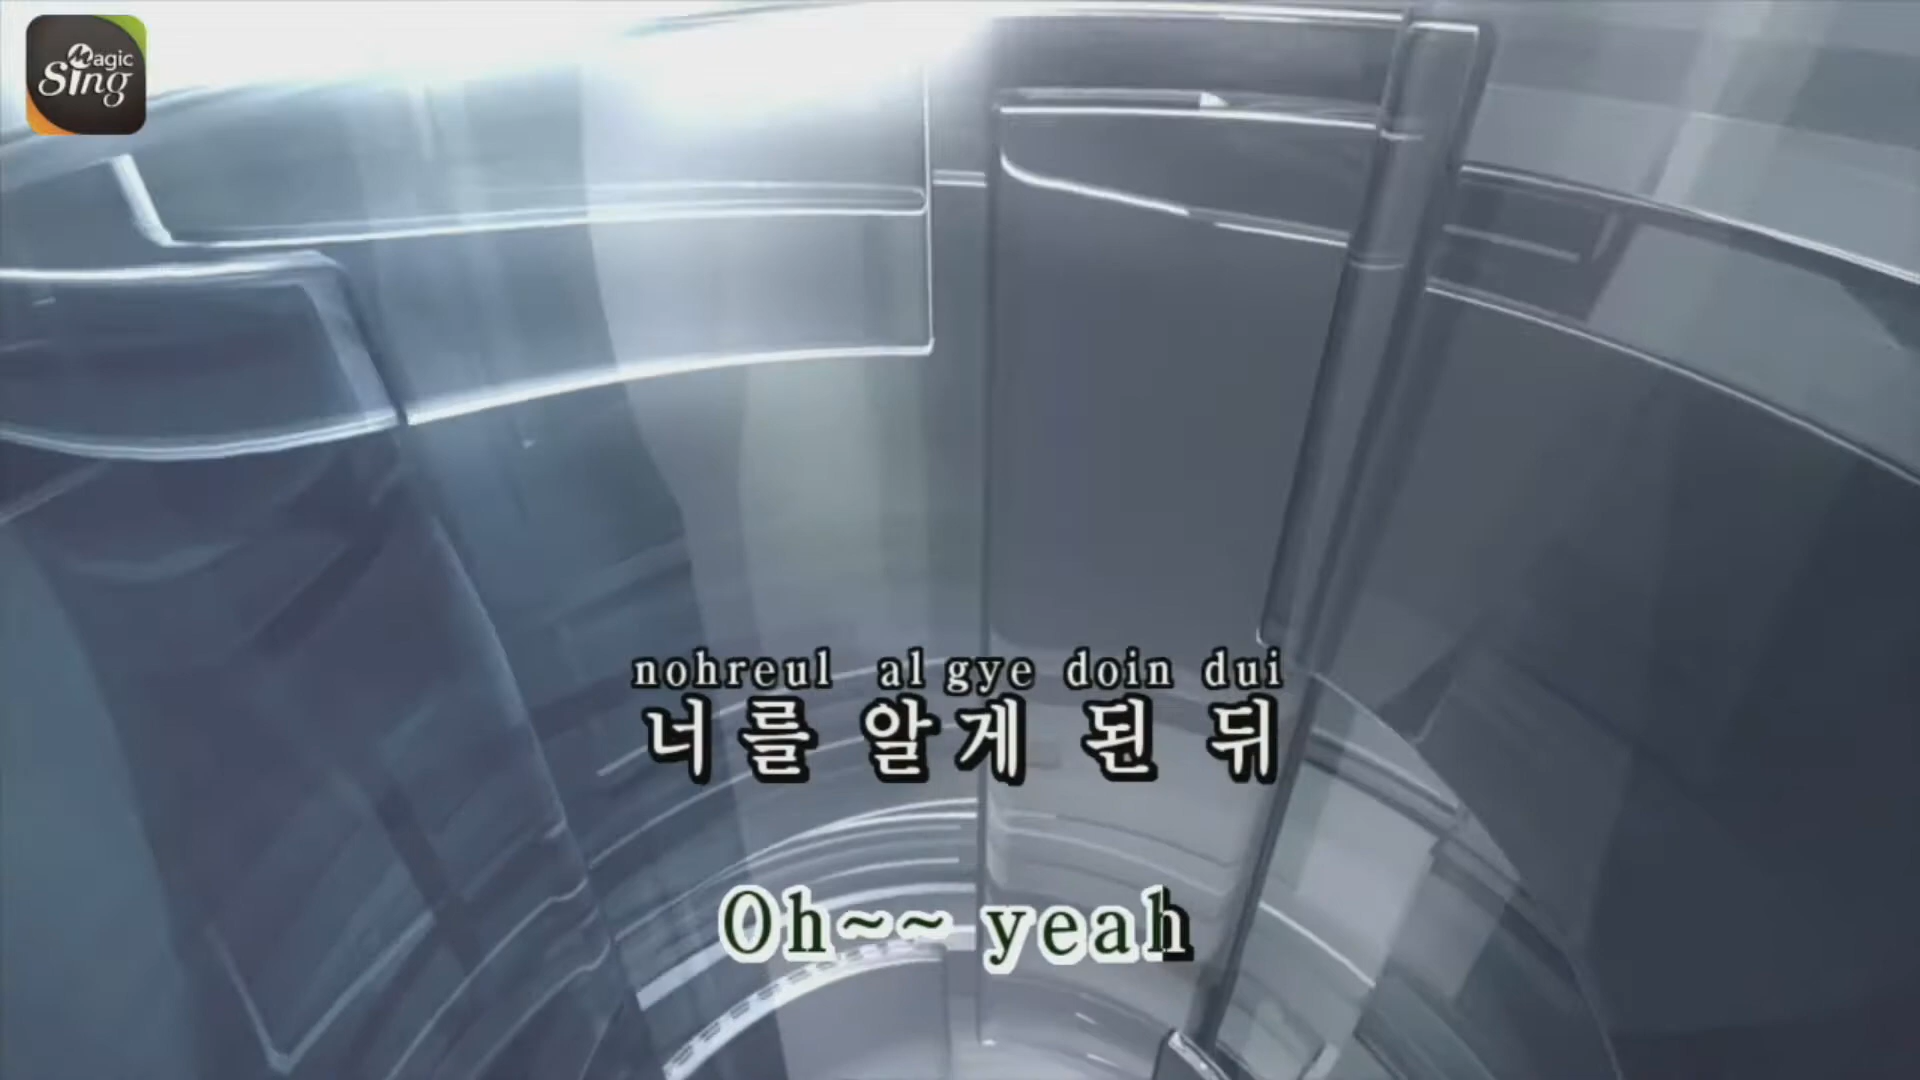 Magic
Sing
nohreul al gye doin dui
너를 알게 된 뒤
Oh~~ yeah